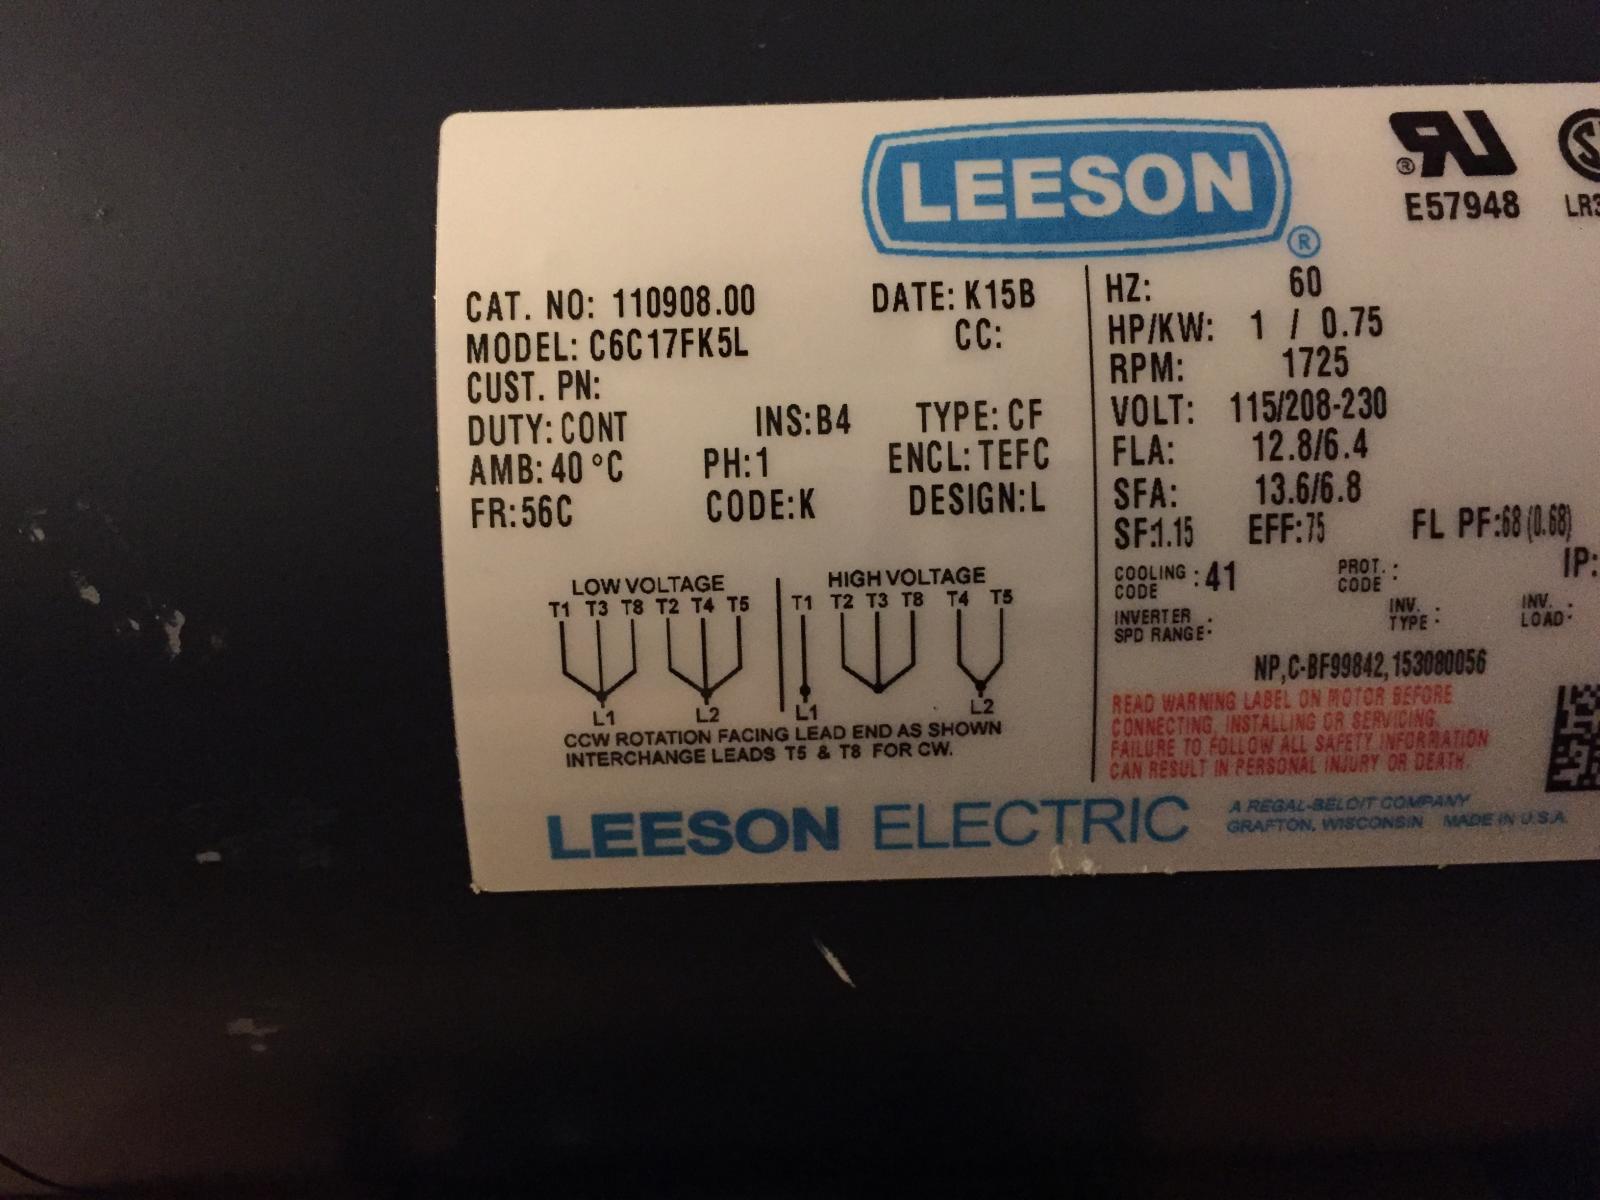 LEESON
®
®
E57948
LR3
CAT. NO: 110908.00 DATE: K15B
MODEL: C6C17FK5L CC:
CUST. PN:
DUTY: CONT INS: B4 TYPE: CF
AMB: 40 °C PH: 1 ENCL: TEFC
FR: 56C CODE: K DESIGN: L
LOW VOLTAGE
T1 T3 T8 T2 T4 T5
L1 L2
HIGH VOLTAGE
T1 T2 T3 T8 T4 T5
L1 L2
CCW ROTATION FACING LEAD END AS SHOWN
INTERCHANGE LEADS T5 & T8 FOR CW.
HZ: 60
HP/KW: 1 / 0.75
RPM: 1725
VOLT: 115/208-230
FLA: 12.8/6.4
SFA: 13.6/6.8
SF:1.15 EFF:75 FL PF:68 (0.68)
COOLING CODE : 41 PROT. CODE : IP:
INVERTER SPD RANGE: INV. TYPE : INV. LOAD:
NP,C-BF99842, 153080056
READ WARNING LABEL ON MOTOR BEFORE
CONNECTING, INSTALLING OR SERVICING.
FAILURE TO FOLLOW ALL SAFETY INFORMATION
CAN RESULT IN PERSONAL INJURY OR DEATH.
LEESON ELECTRIC
A REGAL-BELOIT COMPANY
GRAFTON, WISCONSIN MADE IN U.S.A.